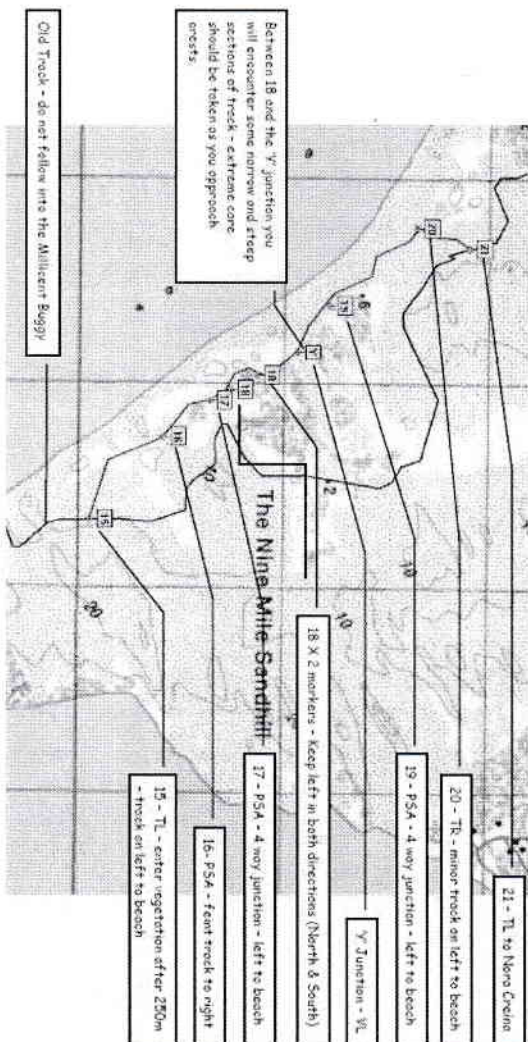 Between 18 and the 'Y' junction you
will encounter some narrow and steep
sections of track - extreme care
should be taken as you approach
crests.
Old Track - do not follow into the Millicent Buggy
21 - TL to Nora Creina
20 - TR - minor track on left to beach
19 - PSA - 4 way junction - left to beach
'Y' Junction - VL
18 X 2 markers - Keep left in both directions (North & South)
17 - PSA - 4 way junction - left to beach
16 - PSA - faint track to right
15 - TL - enter vegetation after 250m
- track on left to beach
The Nine Mile Sandhill
21
20
19
6
'Y'
18
18
17
16
15
2
10
10
10
20